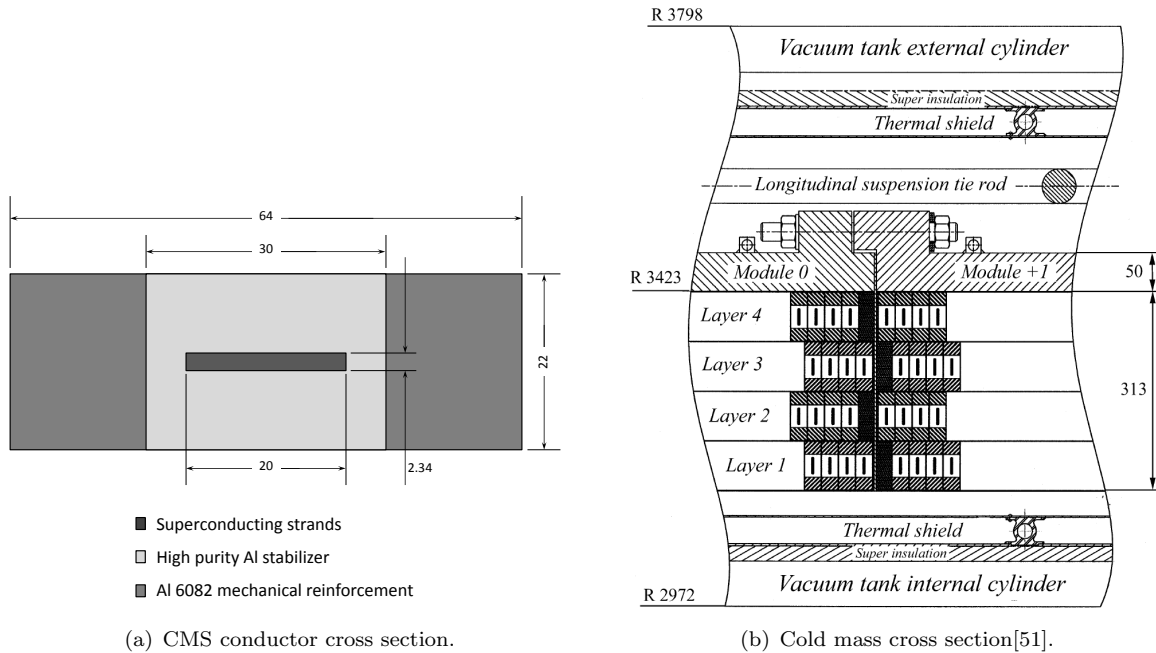 64
30
22
20
2.34
Superconducting strands
High purity Al stabilizer
Al 6082 mechanical reinforcement
(a) CMS conductor cross section.
R 3798
Vacuum tank external cylinder
Super insulation
Thermal shield
Longitudinal suspension tie rod
Module 0
Module +1
50
R 3423
Layer 4
Layer 3
313
Layer 2
Layer 1
Thermal shield
Super insulation
Vacuum tank internal cylinder
R 2972
(b) Cold mass cross section[51].